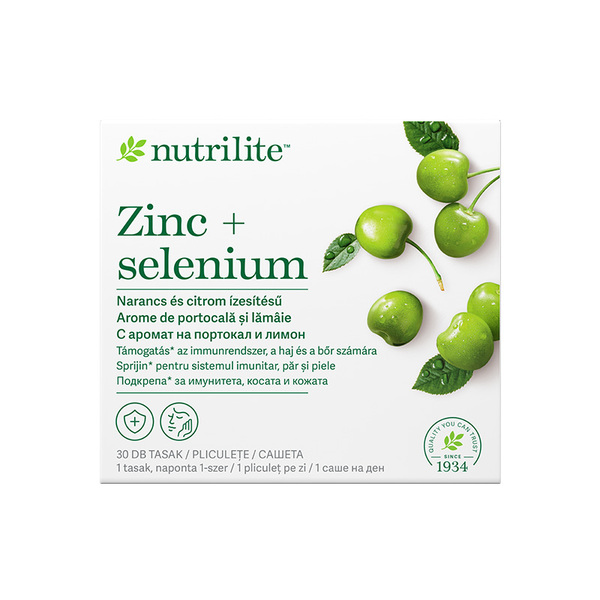 nutrilite™
Zinc +
selenium
Narancs és citrom ízesítésű
Arome de portocală și lămâie
С аромат на портокал и лимон
Támogatás* az immunrendszer, a haj és a bőr számára
Sprijin* pentru sistemul imunitar, păr și piele
Подкрепа* за имунитета, косата и кожата
30 DB TASAK / PLICULEȚE / САШЕТА
1 tasak, naponta 1-szer / 1 pliculeț pe zi / 1 саше на ден
QUALITY YOU CAN TRUST
SINCE
1934